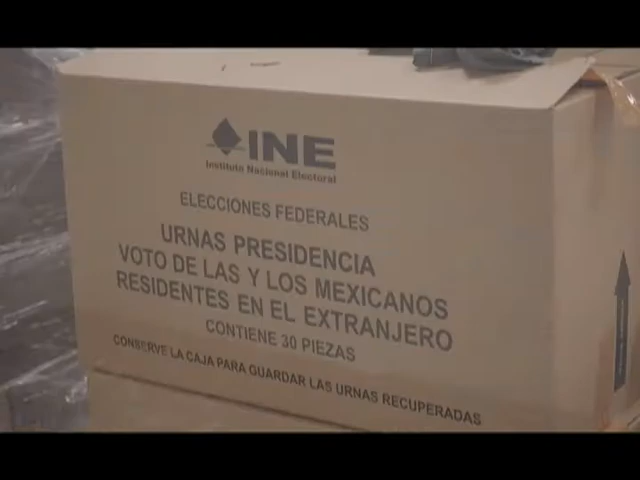 INE
Instituto Nacional Electoral
ELECCIONES FEDERALES
URNAS PRESIDENCIA
VOTO DE LAS Y LOS MEXICANOS
RESIDENTES EN EL EXTRANJERO
CONTIENE 30 PIEZAS
CONSERVE LA CAJA PARA GUARDAR LAS URNAS RECUPERADAS